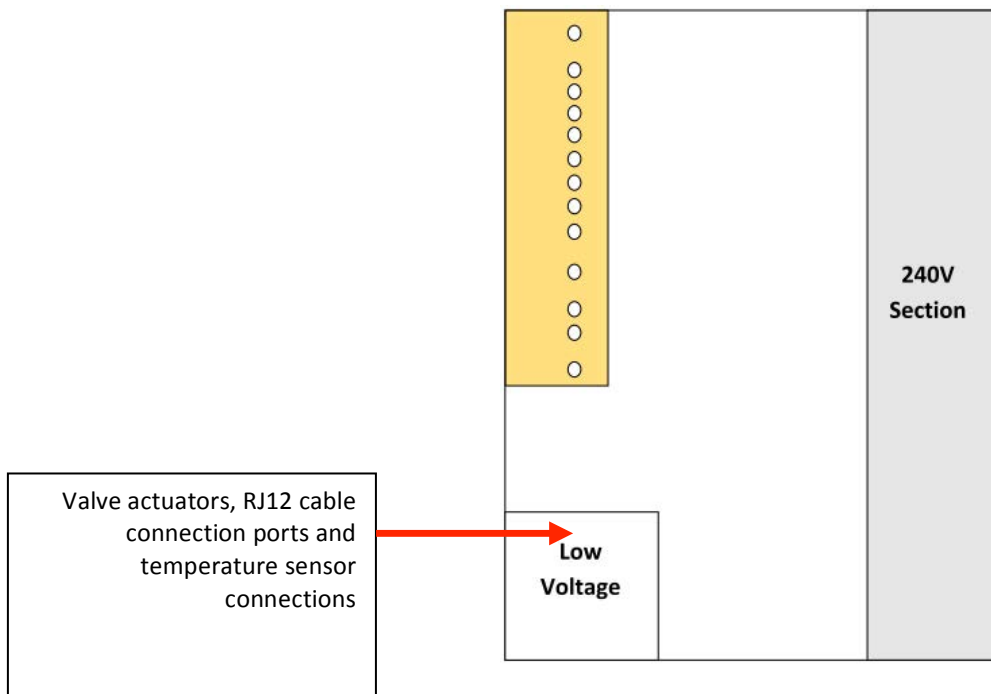 240V
Section
Valve actuators, RJ12 cable
connection ports and
temperature sensor
connections
Low
Voltage